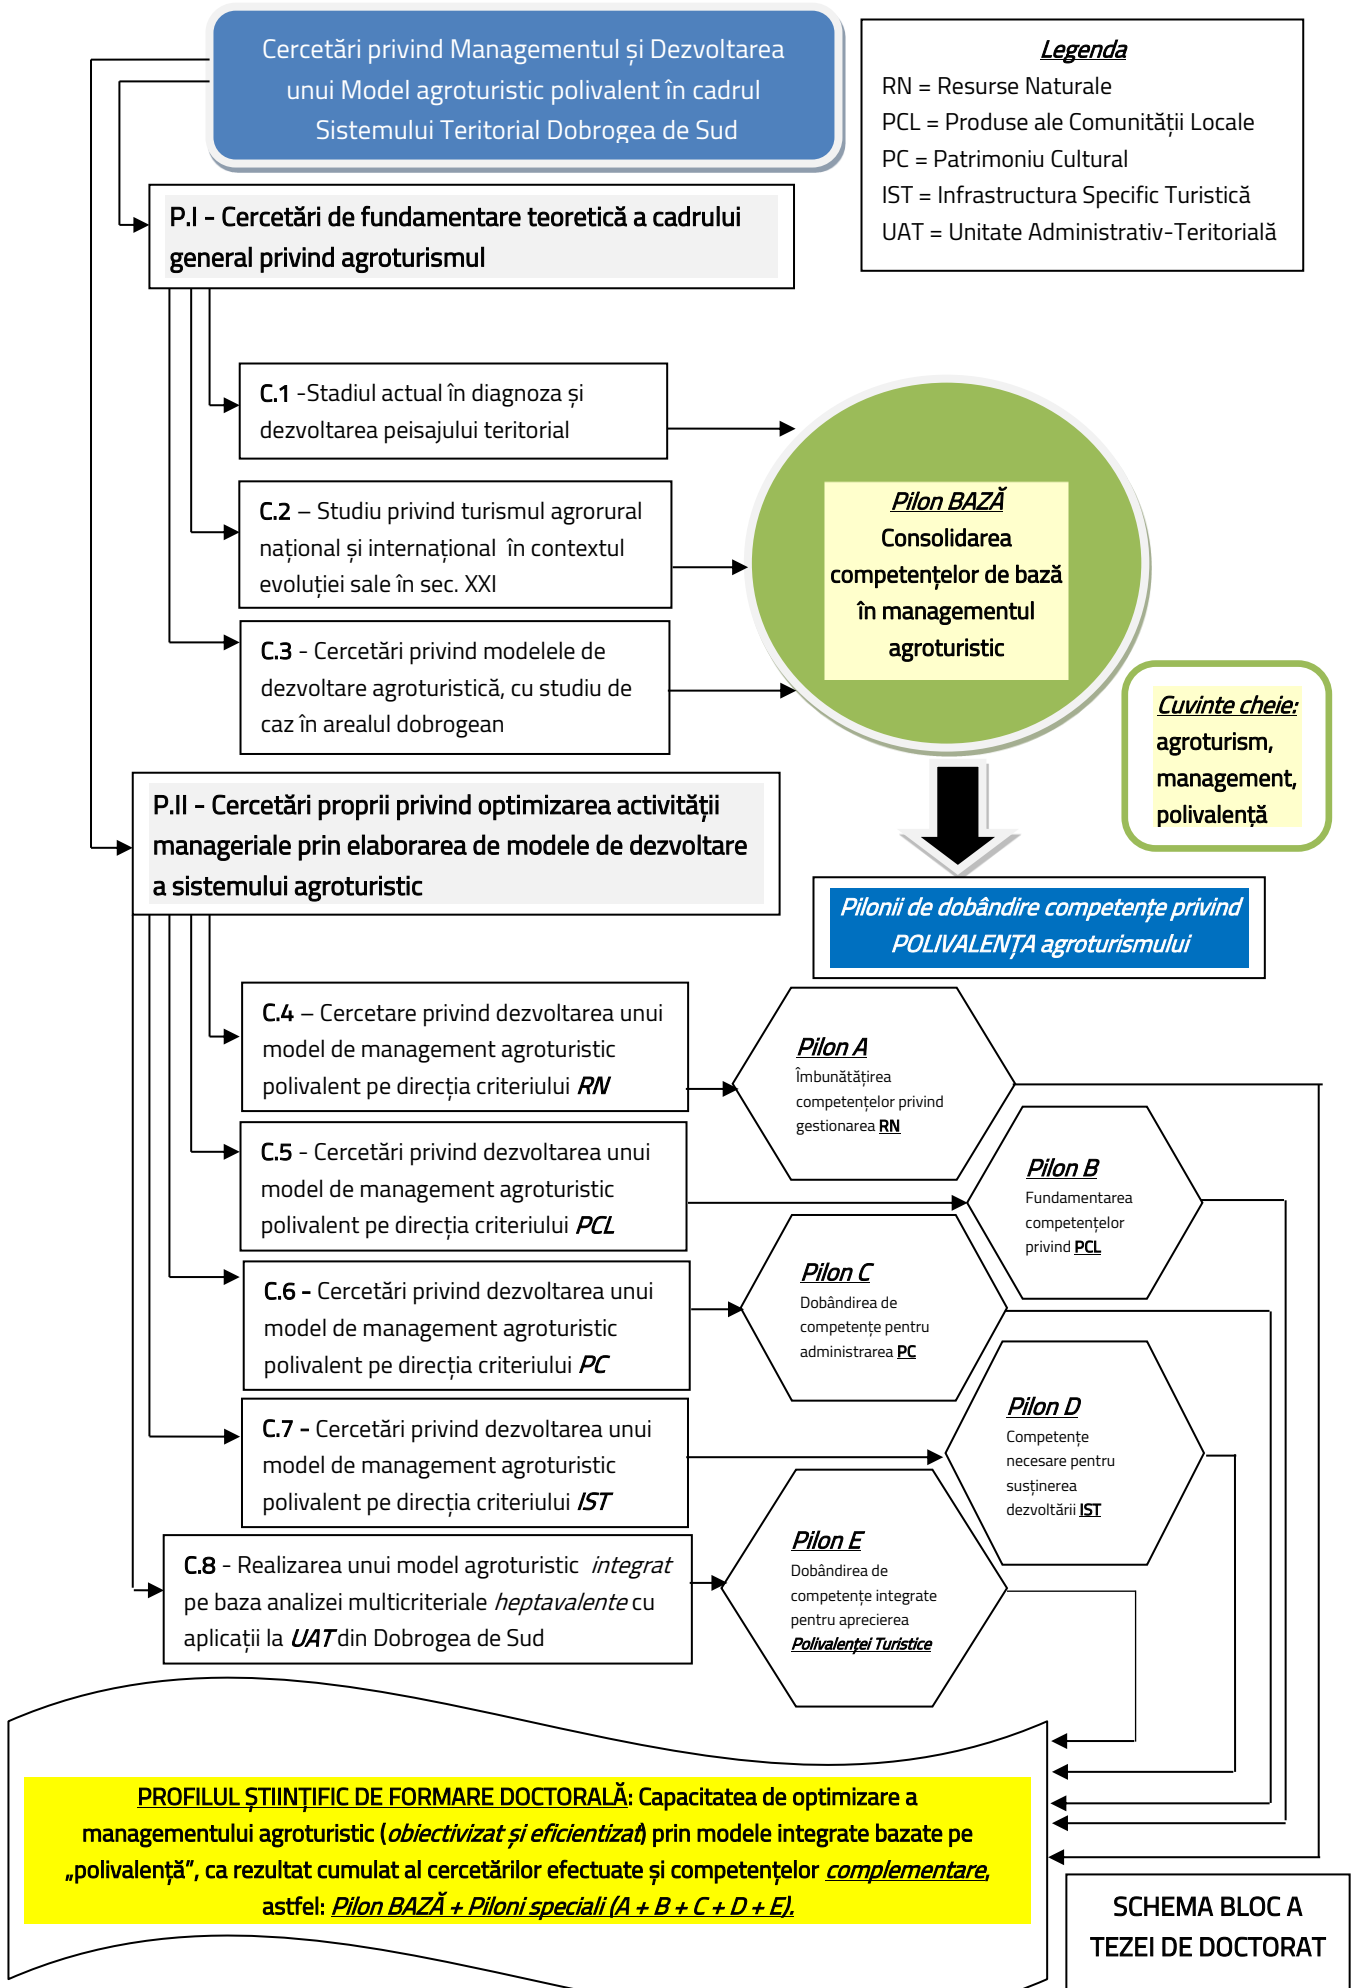 Cercetări privind Managementul și Dezvoltarea
unui Model agroturistic polivalent în cadrul
Sistemului Teritorial Dobrogea de Sud
Legenda
RN = Resurse Naturale
PCL = Produse ale Comunității Locale
PC = Patrimoniu Cultural
IST = Infrastructura Specific Turistică
UAT = Unitate Administrativ-Teritorială
P.I - Cercetări de fundamentare teoretică a cadrului
general privind agroturismul
C.1 -Stadiul actual în diagnoza și
dezvoltarea peisajului teritorial
C.2 – Studiu privind turismul agrorural
național și internațional în contextul
evoluției sale în sec. XXI
C.3 - Cercetări privind modelele de
dezvoltare agroturistică, cu studiu de
caz în arealul dobrogean
Pilon BAZĂ
Consolidarea
competențelor de bază
în managementul
agroturistic
Cuvinte cheie:
agroturism,
management,
polivalență
P.II - Cercetări proprii privind optimizarea activității
manageriale prin elaborarea de modele de dezvoltare
a sistemului agroturistic
Pilonii de dobândire competențe privind
POLIVALENȚA agroturismului
C.4 – Cercetare privind dezvoltarea unui
model de management agroturistic
polivalent pe direcția criteriului RN
Pilon A
Îmbunătățirea
competențelor privind
gestionarea RN
C.5 - Cercetări privind dezvoltarea unui
model de management agroturistic
polivalent pe direcția criteriului PCL
Pilon B
Fundamentarea
competențelor
privind PCL
C.6 - Cercetări privind dezvoltarea unui
model de management agroturistic
polivalent pe direcția criteriului PC
Pilon C
Dobândirea de
competențe pentru
administrarea PC
C.7 - Cercetări privind dezvoltarea unui
model de management agroturistic
polivalent pe direcția criteriului IST
Pilon D
Competențe
necesare pentru
susținerea
dezvoltării IST
C.8 - Realizarea unui model agroturistic integrat
pe baza analizei multicriteriale heptavalente cu
aplicații la UAT din Dobrogea de Sud
Pilon E
Dobândirea de
competențe integrate
pentru aprecierea
Polivalenței Turistice
PROFILUL ȘTIINȚIFIC DE FORMARE DOCTORALĂ: Capacitatea de optimizare a
managementului agroturistic (obiectivizat și eficientizat) prin modele integrate bazate pe
„polivalență”, ca rezultat cumulat al cercetărilor efectuate și competențelor complementare,
astfel: Pilon BAZĂ + Piloni speciali (A + B + C + D + E).
SCHEMA BLOC A
TEZEI DE DOCTORAT